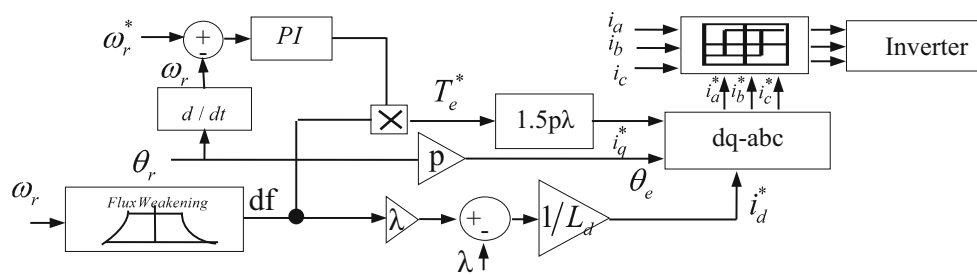 ω_r^*
+
-
PI
ω_r
d / dt
θ_r
T_e^*
1.5pλ
i_q^*
p
θ_e
i_a
i_b
i_c
i_a^* i_b^* i_c^*
Inverter
dq-abc
ω_r
Flux Weakening
df
λ
+
-
λ
1/L_d
i_d^*